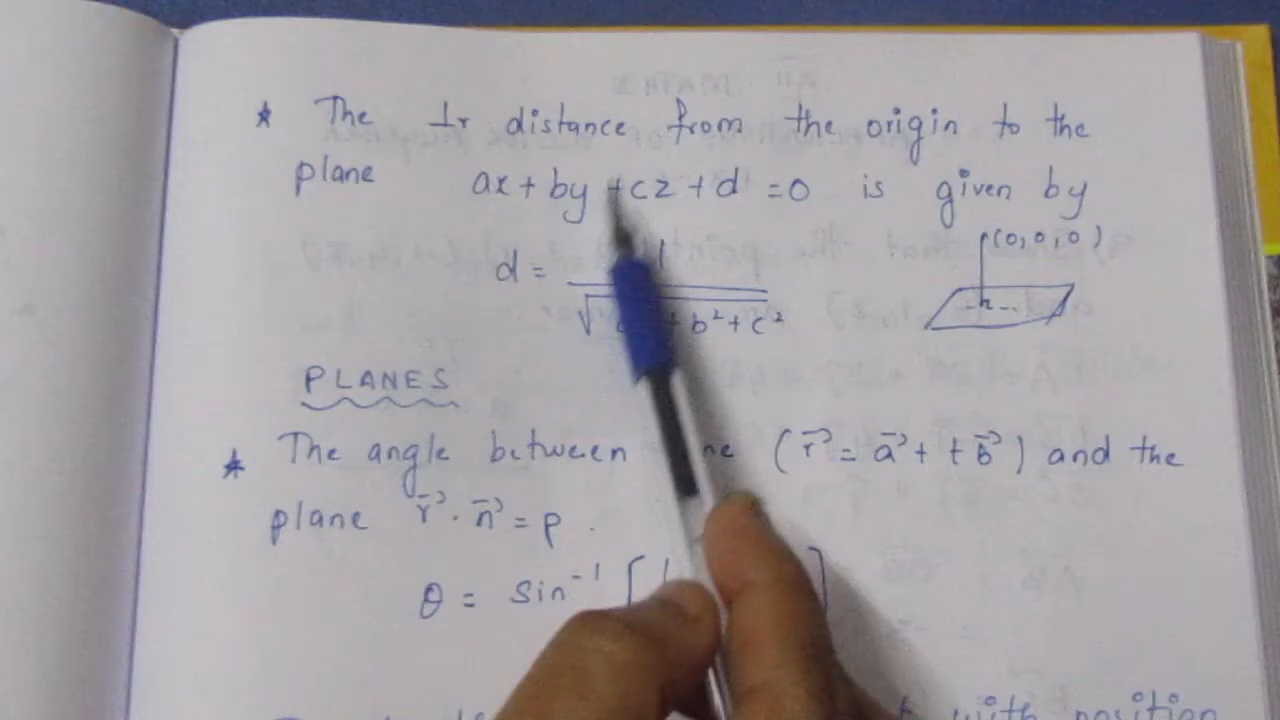 * The ⊥r distance from the origin to the
plane ax + by + cz + d = 0 is given by
d = 
√ + b² + c²
(0,0,0)
PLANES
* The angle between (r⃗ = a⃗ + t b⃗) and the
plane r⃗ . n⃗ = p .
θ = sin⁻¹ [ ]
with position